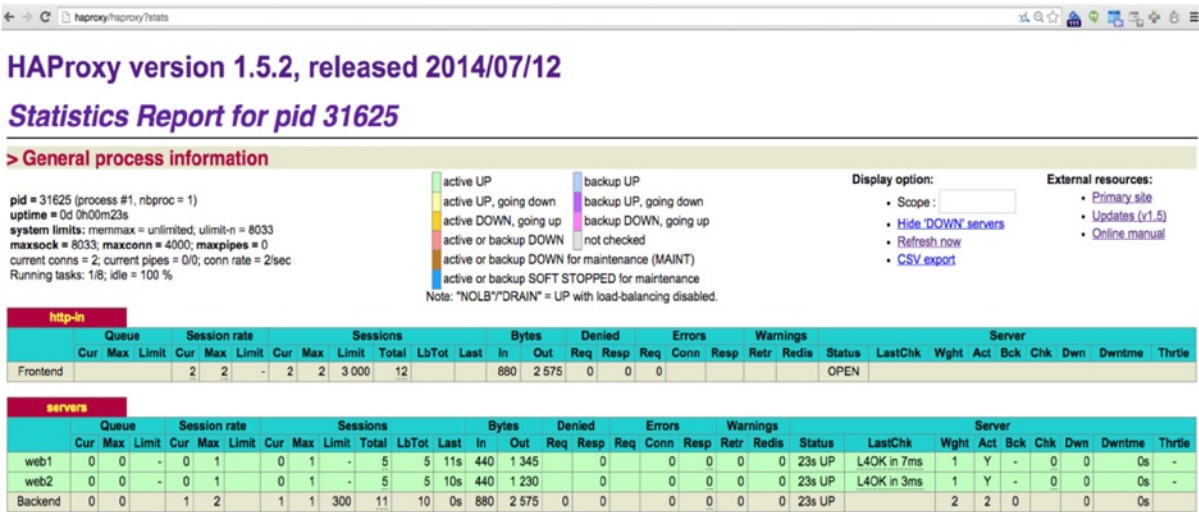 haproxy/haproxy?stats
HAProxy version 1.5.2, released 2014/07/12
Statistics Report for pid 31625
> General process information
pid = 31625 (process #1, nbproc = 1)
uptime = 0d 0h00m23s
system limits: memmax = unlimited; ulimit-n = 8033
maxsock = 8033; maxconn = 4000; maxpipes = 0
current conns = 2; current pipes = 0/0; conn rate = 2/sec
Running tasks: 1/8; idle = 100 %
active UP backup UP
active UP, going down backup UP, going down
active DOWN, going up backup DOWN, going up
active or backup DOWN not checked
active or backup DOWN for maintenance (MAINT)
active or backup SOFT STOPPED for maintenance
Note: "NOLB"/"DRAIN" = UP with load-balancing disabled.
Display option:
• Scope :
• Hide 'DOWN' servers
• Refresh now
• CSV export
External resources:
• Primary site
• Updates (v1.5)
• Online manual
http-in
Queue Session rate Sessions Bytes Denied Errors Warnings Server
Cur Max Limit Cur Max Limit Cur Max Limit Total LbTot Last In Out Req Resp Req Conn Resp Retr Redis Status LastChk Wght Act Bck Chk Dwn Dwntme Thrtle
Frontend 2 2 - 2 2 3 000 12 880 2 575 0 0 0 OPEN
servers
Queue Session rate Sessions Bytes Denied Errors Warnings Server
Cur Max Limit Cur Max Limit Cur Max Limit Total LbTot Last In Out Req Resp Req Conn Resp Retr Redis Status LastChk Wght Act Bck Chk Dwn Dwntme Thrtle
web1 0 0 - 0 1 0 1 - 5 5 11s 440 1 345 0 0 0 0 0 23s UP L4OK in 7ms 1 Y - 0 0 0s -
web2 0 0 - 0 1 0 1 - 5 5 10s 440 1 230 0 0 0 0 0 23s UP L4OK in 3ms 1 Y - 0 0 0s -
Backend 0 0 1 2 1 1 300 11 10 0s 880 2 575 0 0 0 0 0 0 23s UP 2 2 0 0 0s